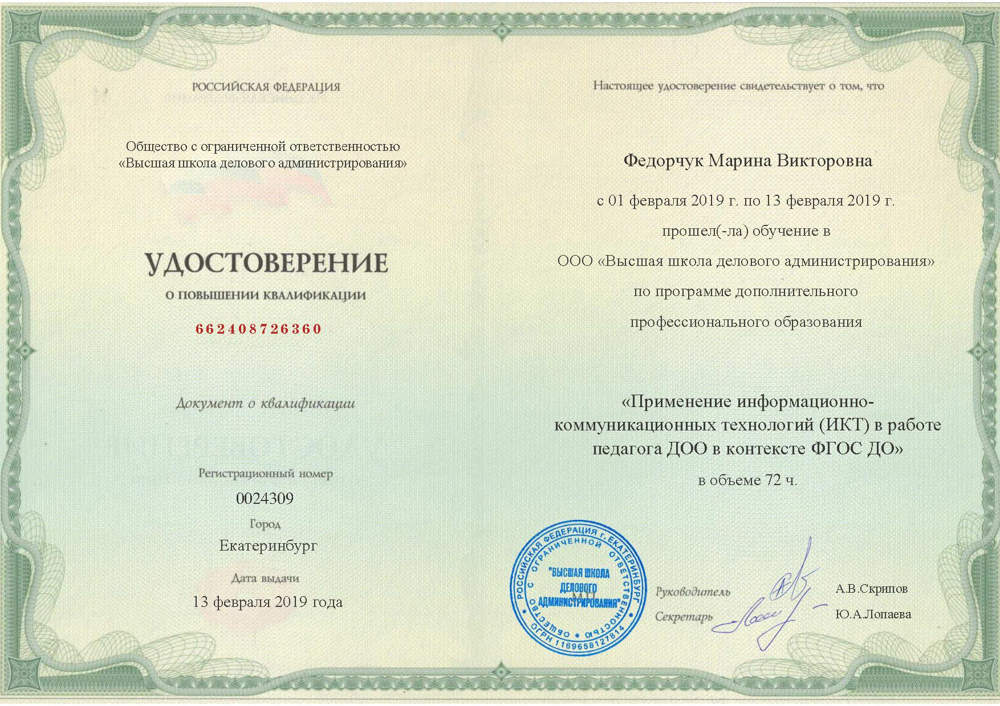 РОССИЙСКАЯ ФЕДЕРАЦИЯ
Общество с ограниченной ответственностью
«Высшая школа делового администрирования»
УДОСТОВЕРЕНИЕ
О ПОВЫШЕНИИ КВАЛИФИКАЦИИ
662408726360
Документ о квалификации
Регистрационный номер
0024309
Город
Екатеринбург
Дата выдачи
13 февраля 2019 года
Настоящее удостоверение свидетельствует о том, что
Федорчук Марина Викторовна
с 01 февраля 2019 г. по 13 февраля 2019 г.
прошел(-ла) обучение в
ООО «Высшая школа делового администрирования»
по программе дополнительного
профессионального образования
«Применение информационно-
коммуникационных технологий (ИКТ) в работе
педагога ДОО в контексте ФГОС ДО»
в объеме 72 ч.
РОССИЙСКАЯ ФЕДЕРАЦИЯ г. ЕКАТЕРИНБУРГ
* ОГРН 1169658127814 *
ОБЩЕСТВО С ОГРАНИЧЕННОЙ ОТВЕТСТВЕННОСТЬЮ *
"ВЫСШАЯ ШКОЛА
ДЕЛОВОГО
АДМИНИСТРИРОВАНИЯ"
М.П.
Руководитель
А.В.Скрипов
Секретарь
Ю.А.Лопаева